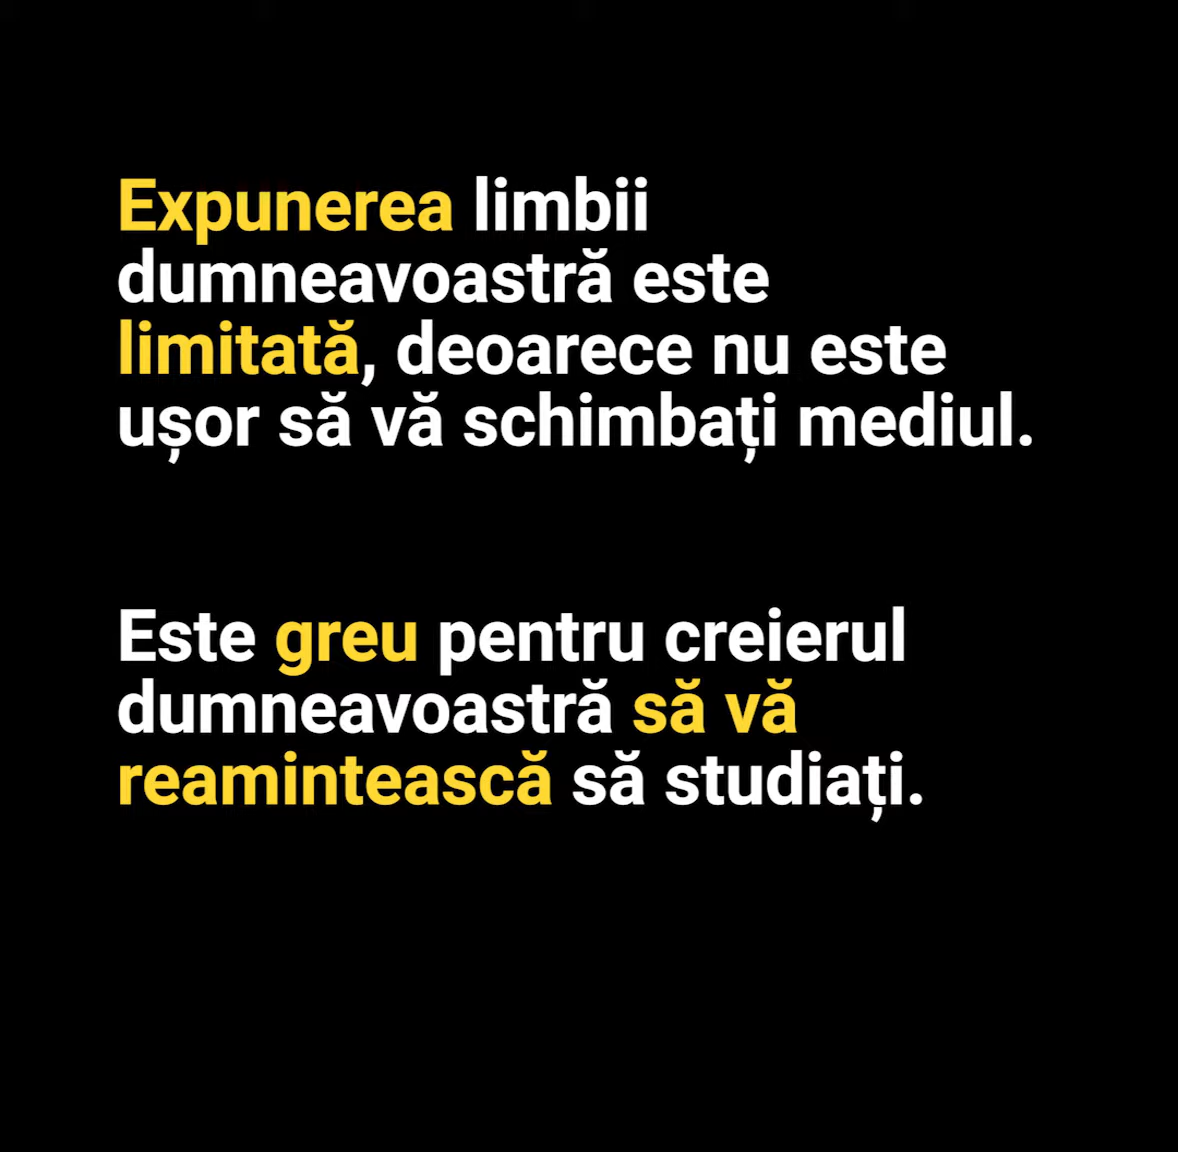 Expunerea limbii
dumneavoastră este
limitată, deoarece nu este
ușor să vă schimbați mediul.
Este greu pentru creierul
dumneavoastră să vă
reamintească să studiați.